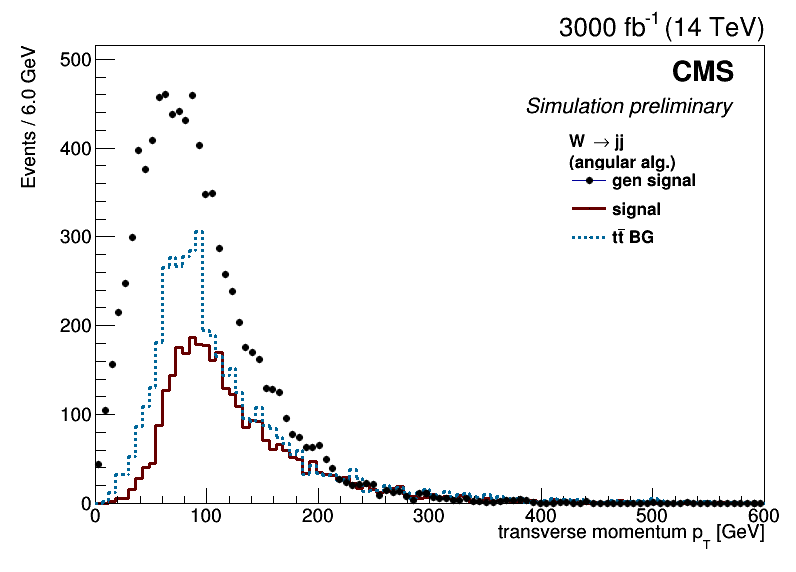 3000 fb⁻¹ (14 TeV)
Events / 6.0 GeV
500
400
300
200
100
0
CMS
Simulation preliminary
W → jj
(angular alg.)
gen signal
signal
tt̄ BG
0 100 200 300 400 500 600
transverse momentum p_T [GeV]